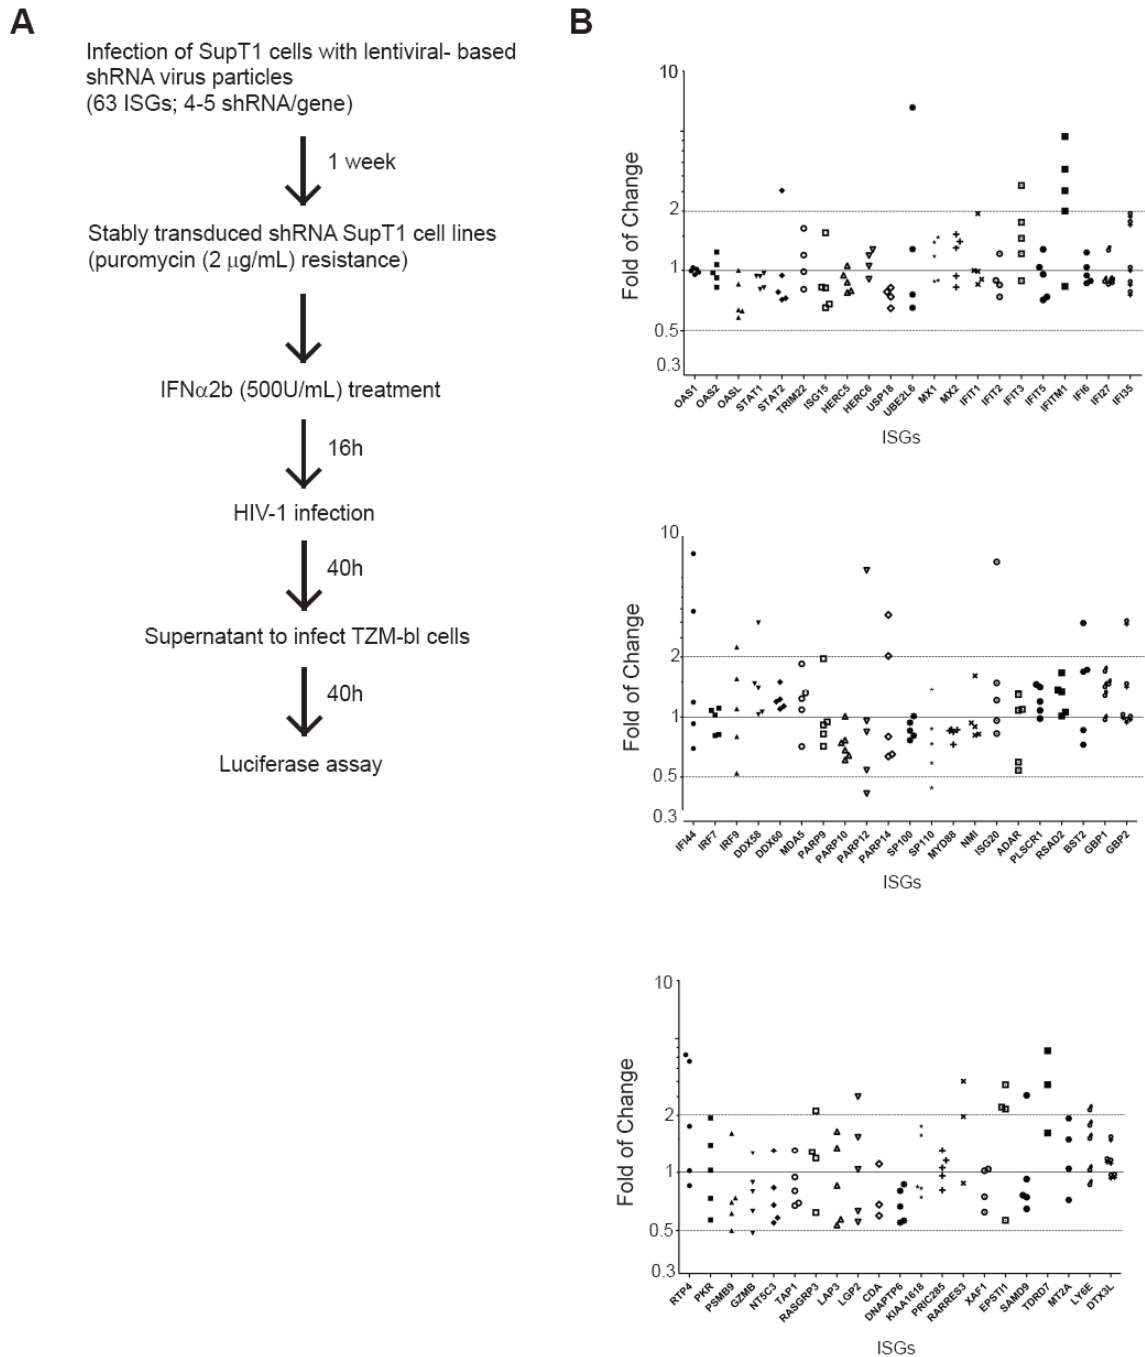 A
Infection of SupT1 cells with lentiviral- based
shRNA virus particles
(63 ISGs; 4-5 shRNA/gene)
1 week
Stably transduced shRNA SupT1 cell lines
(puromycin (2 μg/mL) resistance)
IFNα2b (500U/mL) treatment
16h
HIV-1 infection
40h
Supernatant to infect TZM-bl cells
40h
Luciferase assay
B
10
2
1
0.5
0.3
Fold of Change
OAS1 OAS2 OASL STAT1 STAT2 TRIM22 ISG15 HERC5 HERC6 USP18 UBE2L6 MX1 MX2 IFIT1 IFIT2 IFIT3 IFIT5 IFITM1 IFI6 IFI27 IFI35
ISGs
10
2
1
0.5
0.3
Fold of Change
IFI44 IRF7 IRF9 DDX58 DDX60 MDA5 PARP9 PARP10 PARP12 PARP14 SP100 SP110 MYD88 NMI ISG20 ADAR PLSCR1 RSAD2 BST2 GBP1 GBP2
ISGs
10
2
1
0.5
0.3
Fold of Change
RTP4 PKR PSMB9 GZMB NT5C3 TAP1 RASGRP3 LAP3 LGP2 CDA DNAPTP6 KIAA1618 PRIC285 RARRES3 XAF1 EPSTI1 SAMD9 TDRD7 MT2A LY6E DTX3L
ISGs